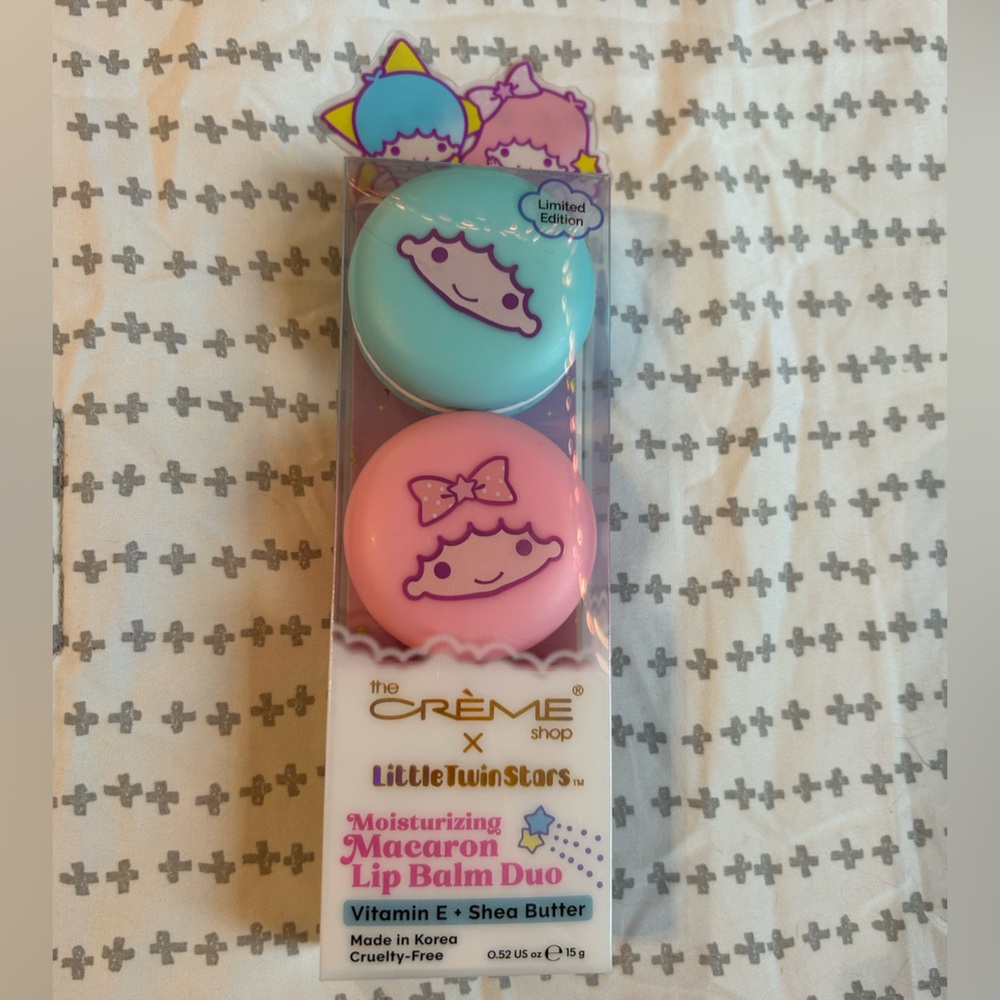 Limited
Edition
the
CRÈME®
shop
X
LittleTwinStars™
Moisturizing
Macaron
Lip Balm Duo
Vitamin E + Shea Butter
Made in Korea
Cruelty-Free
0.52 US oz ℮ 15 g